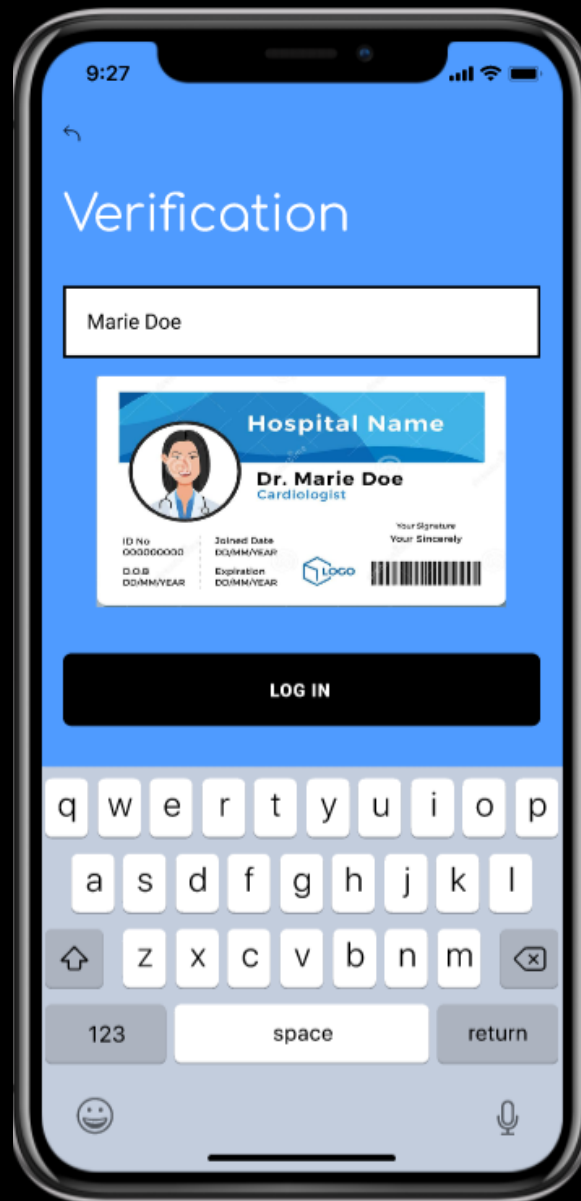 9:27
Verification
Marie Doe
Hospital Name
Dr. Marie Doe
Cardiologist
Your Signature
Your Sincerely
ID No
000000000
Joined Date
DD/MM/YEAR
D.O.B
DD/MM/YEAR
Expiration
DD/MM/YEAR
LOGO
LOG IN
q w e r t y u i o p
a s d f g h j k l
z x c v b n m
123 space return